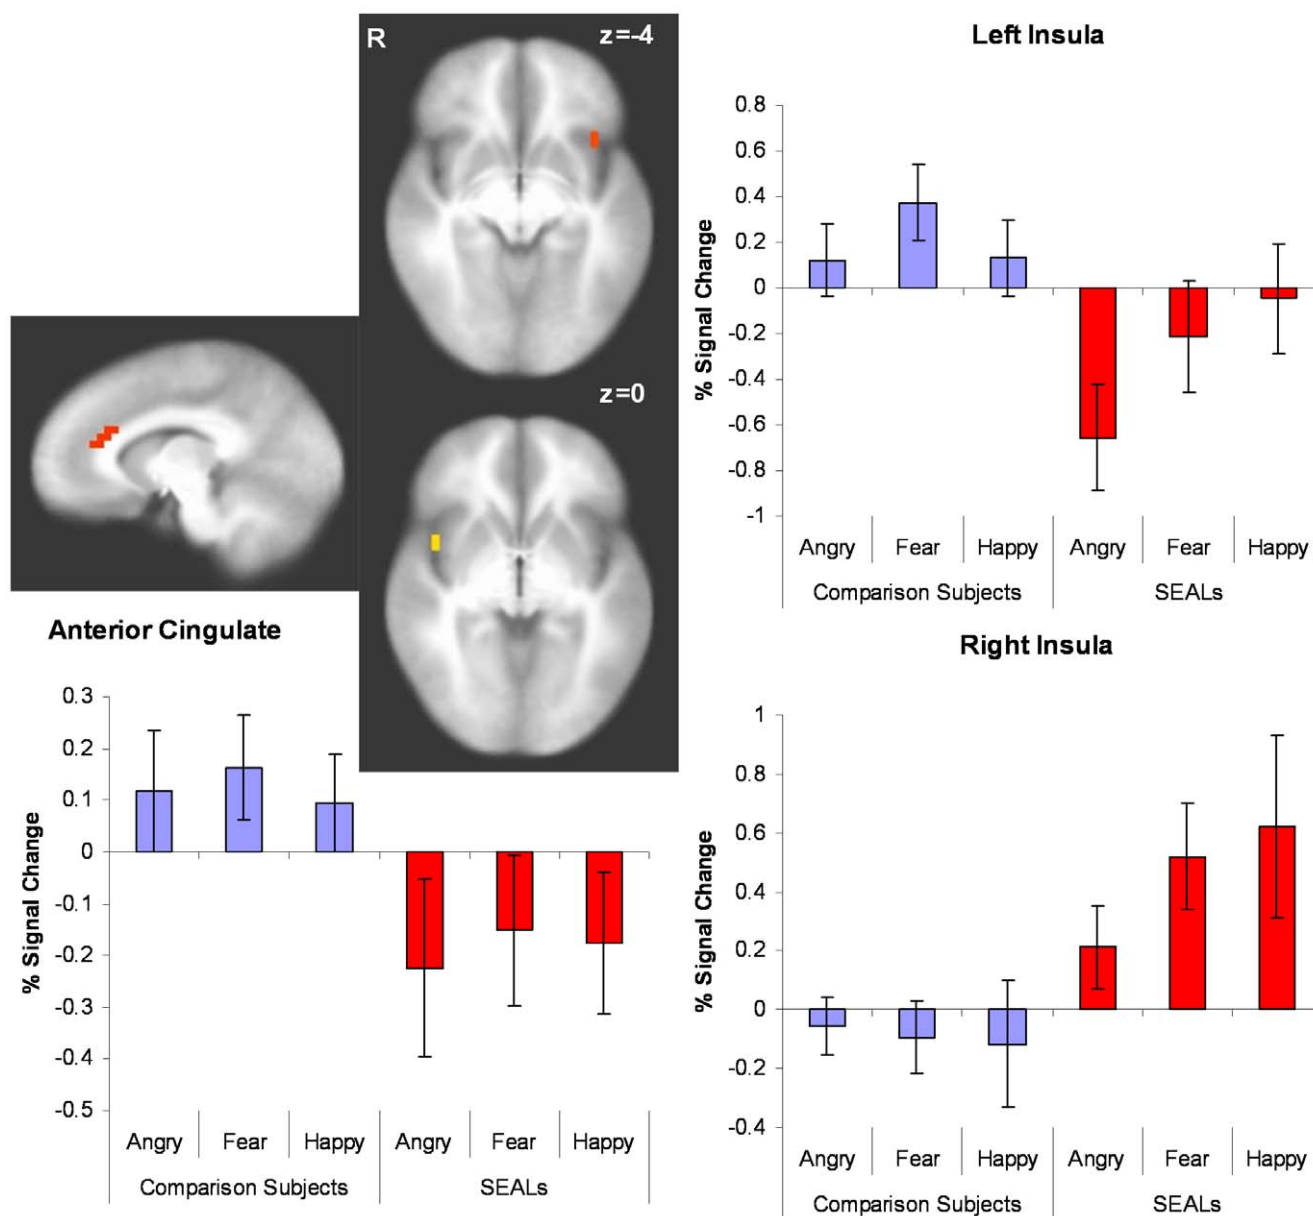 R
z=-4
z=0
Left Insula
% Signal Change
0.8
0.6
0.4
0.2
0
-0.2
-0.4
-0.6
-0.8
-1
Angry Fear Happy Angry Fear Happy
Comparison Subjects SEALs
Anterior Cingulate
% Signal Change
0.3
0.2
0.1
0
-0.1
-0.2
-0.3
-0.4
-0.5
Angry Fear Happy Angry Fear Happy
Comparison Subjects SEALs
Right Insula
% Signal Change
1
0.8
0.6
0.4
0.2
0
-0.2
-0.4
Angry Fear Happy Angry Fear Happy
Comparison Subjects SEALs